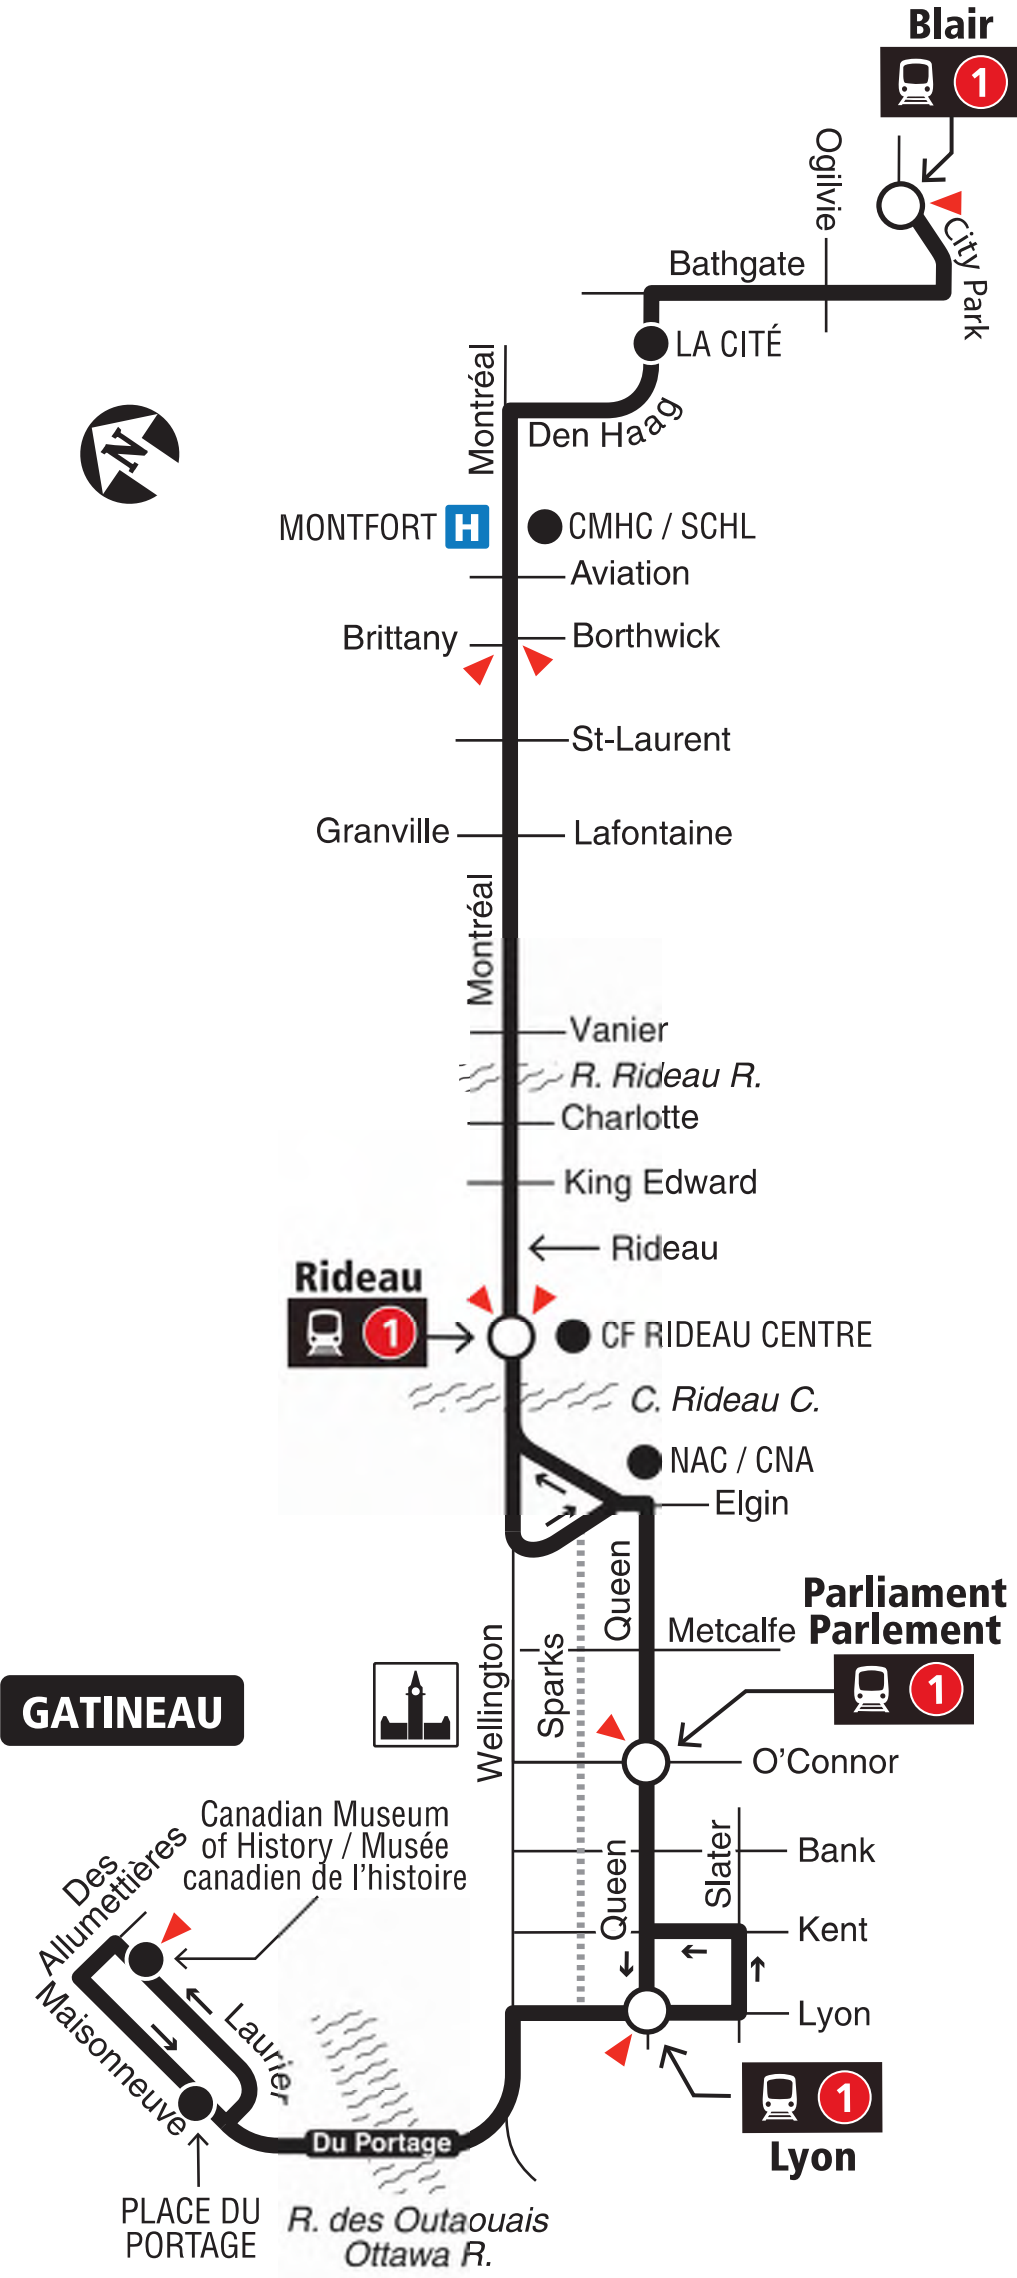 Blair
1
Ogilvie
City Park
Bathgate
LA CITÉ
Montréal
Den Haag
N
MONTFORT H
CMHC / SCHL
Aviation
Brittany
Borthwick
St-Laurent
Granville
Lafontaine
Montréal
Vanier
R. Rideau R.
Charlotte
King Edward
Rideau
Rideau
1
CF RIDEAU CENTRE
C. Rideau C.
NAC / CNA
Elgin
Queen
Parliament
Parlement
1
Metcalfe
Wellington
Sparks
GATINEAU
O'Connor
Canadian Museum
of History / Musée
canadien de l'histoire
Des
Allumettières
Queen
Slater
Bank
Kent
Lyon
Maisonneuve
Laurier
1
Lyon
Du Portage
PLACE DU
PORTAGE
R. des Outaouais
Ottawa R.